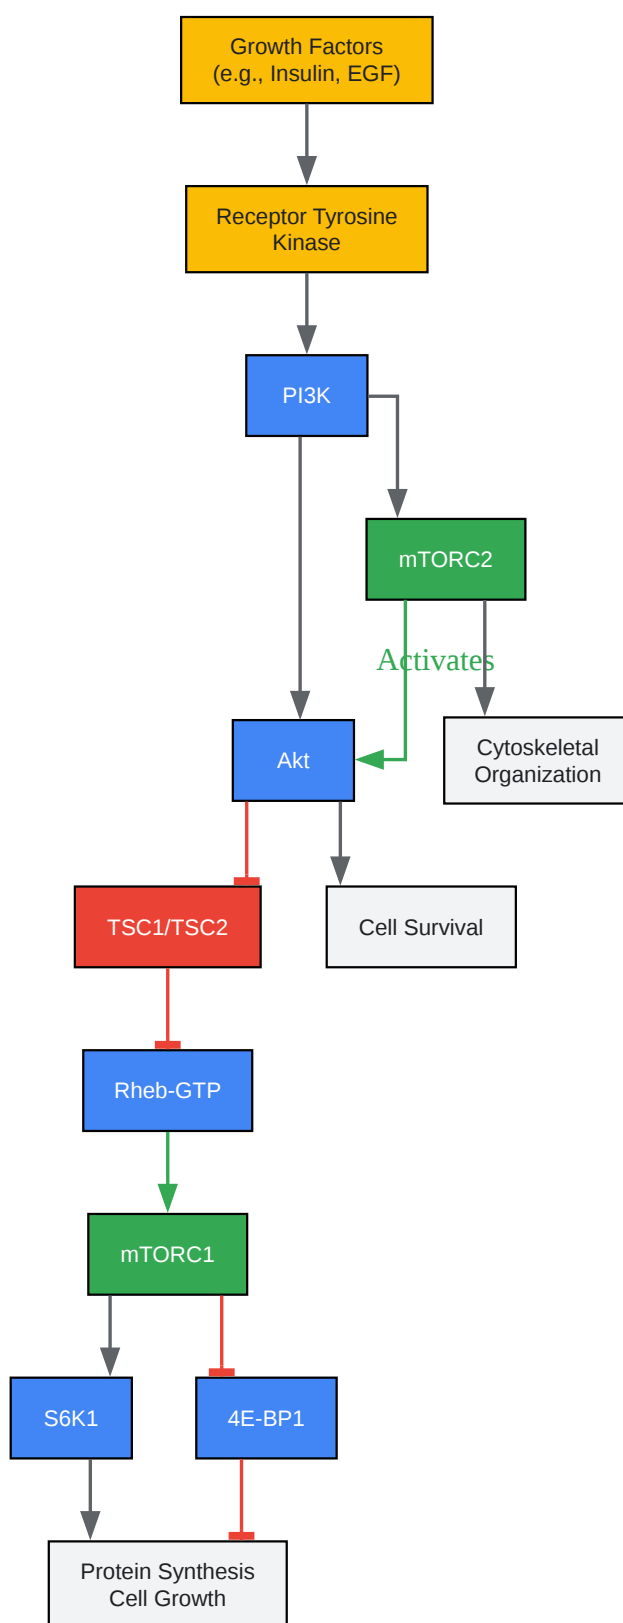 Growth Factors
(e.g., Insulin, EGF)
Receptor Tyrosine
Kinase
PI3K
mTORC2
Activates
Cytoskeletal
Organization
Akt
TSC1/TSC2
Cell Survival
Rheb-GTP
mTORC1
S6K1
4E-BP1
Protein Synthesis
Cell Growth